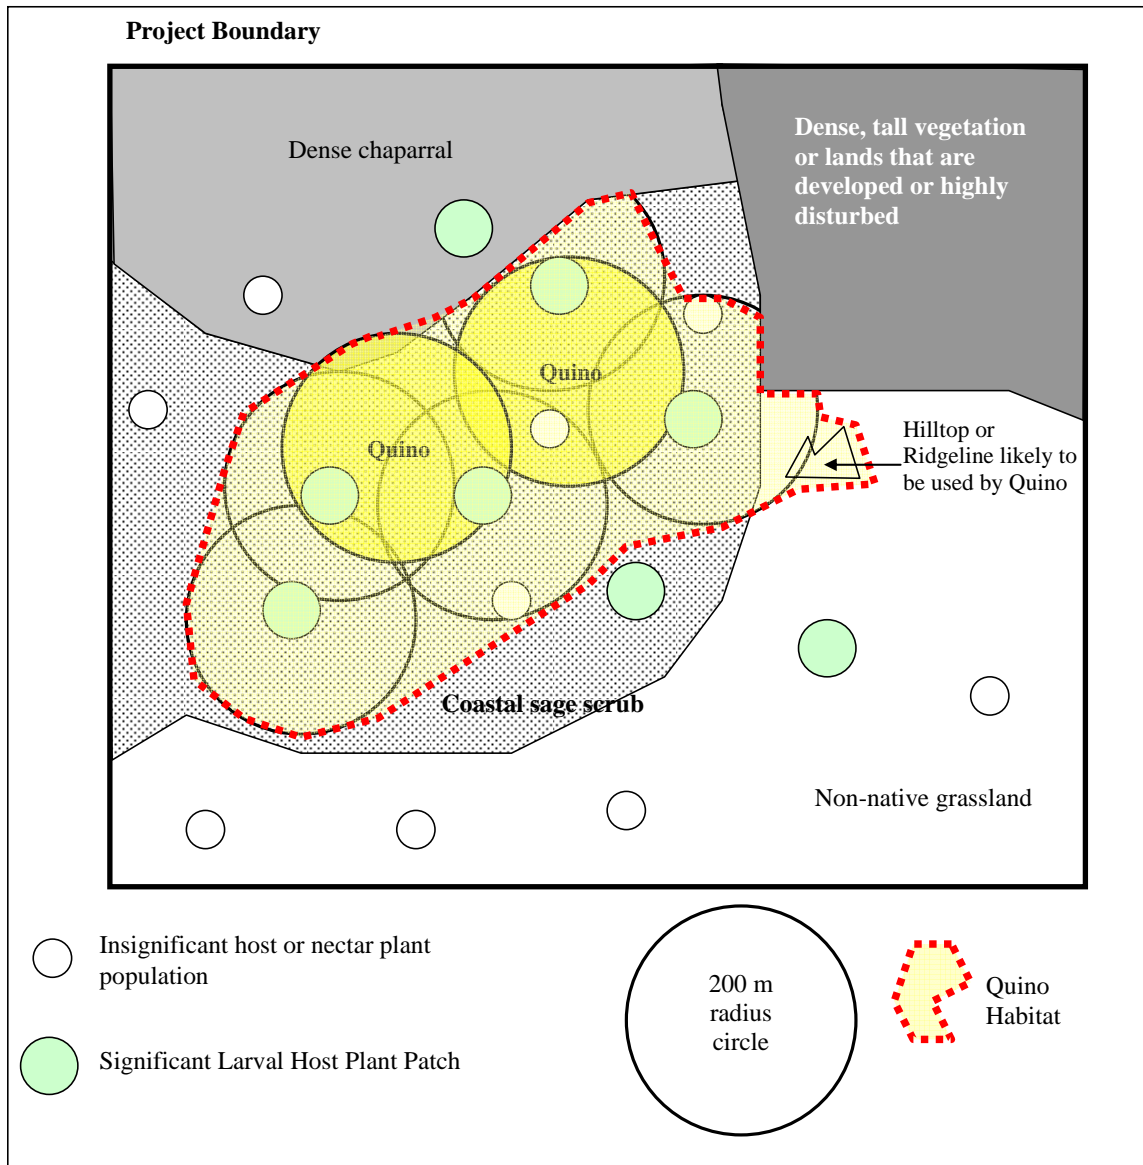 Project Boundary
Dense chaparral
Dense, tall vegetation
or lands that are
developed or highly
disturbed
Quino
Quino
Hilltop or
Ridgeline likely to
be used by Quino
Coastal sage scrub
Non-native grassland
Insignificant host or nectar plant
population
Significant Larval Host Plant Patch
200 m
radius
circle
Quino
Habitat